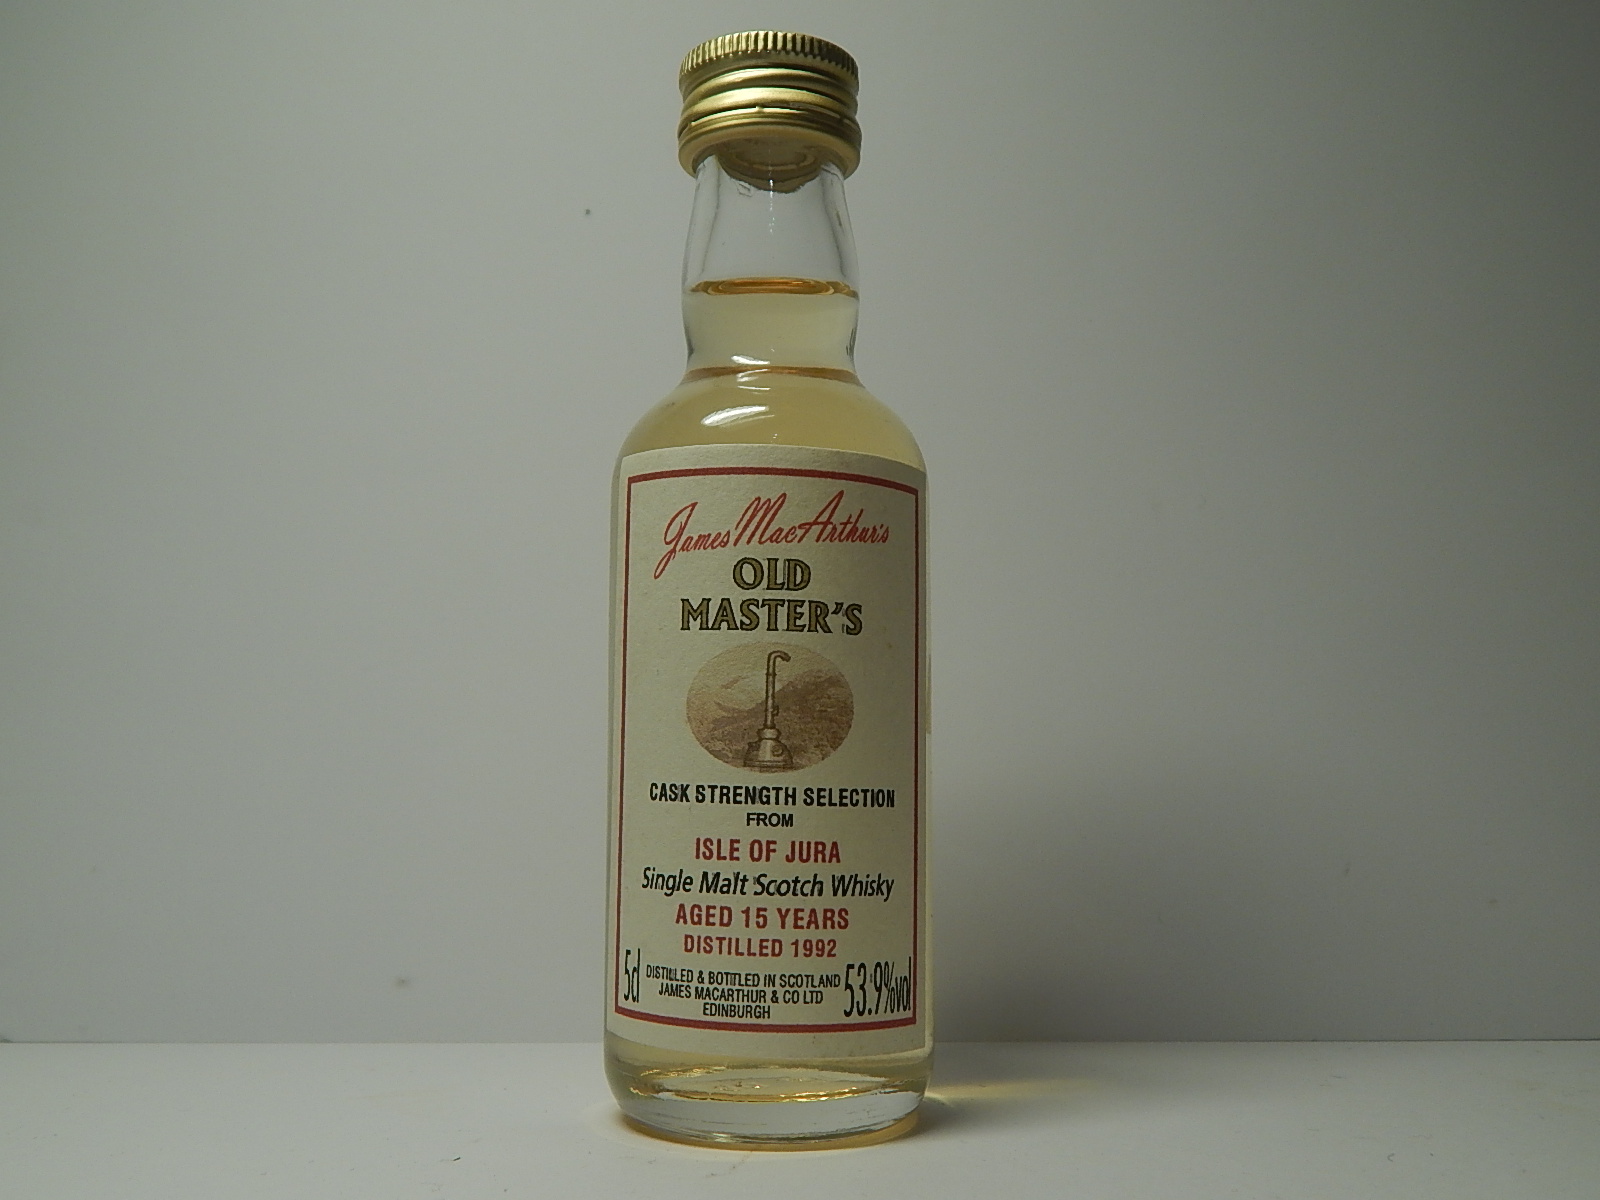 James MacArthur's
OLD
MASTER'S
CASK STRENGTH SELECTION
FROM
ISLE OF JURA
Single Malt Scotch Whisky
AGED 15 YEARS
DISTILLED 1992
5cl
DISTILLED & BOTTLED IN SCOTLAND
JAMES MACARTHUR & CO LTD
EDINBURGH
53.9%vol